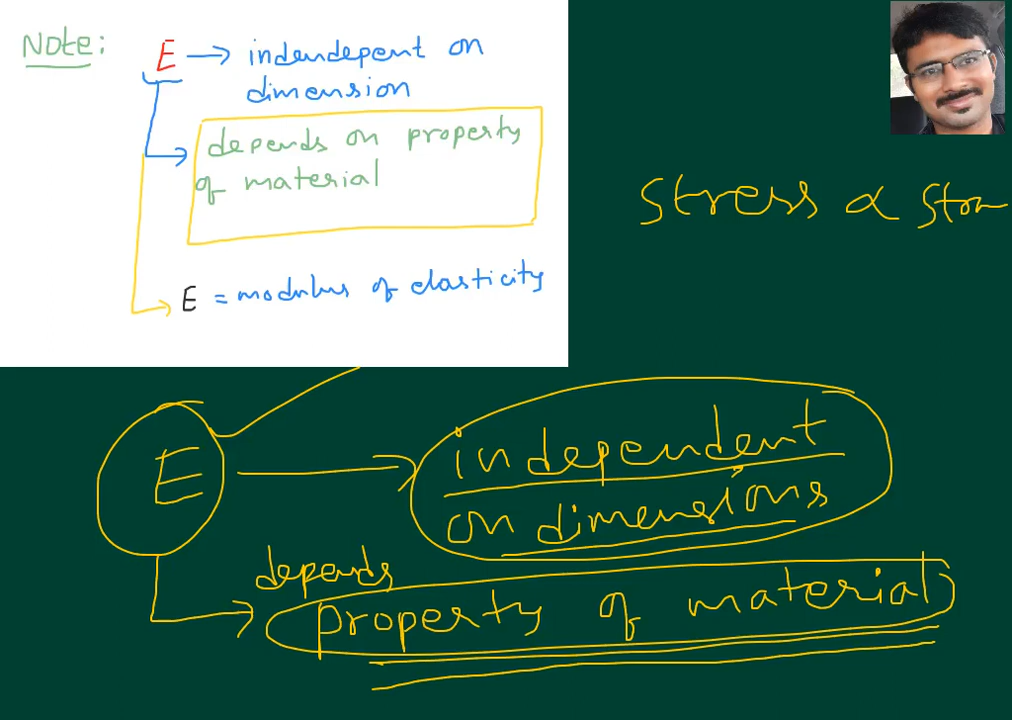 Note:
E → indendepent on
dimension
depends on property
of material
E = modulus of elasticity
stress ∝ stra
E
independent
on dimensions
depends
property of material